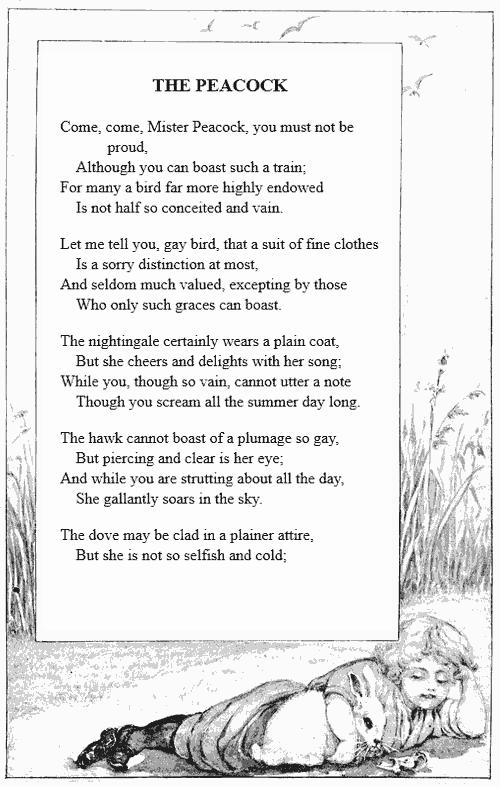 THE PEACOCK
Come, come, Mister Peacock, you must not be
proud,
Although you can boast such a train;
For many a bird far more highly endowed
Is not half so conceited and vain.
Let me tell you, gay bird, that a suit of fine clothes
Is a sorry distinction at most,
And seldom much valued, excepting by those
Who only such graces can boast.
The nightingale certainly wears a plain coat,
But she cheers and delights with her song;
While you, though so vain, cannot utter a note
Though you scream all the summer day long.
The hawk cannot boast of a plumage so gay,
But piercing and clear is her eye;
And while you are strutting about all the day,
She gallantly soars in the sky.
The dove may be clad in a plainer attire,
But she is not so selfish and cold;